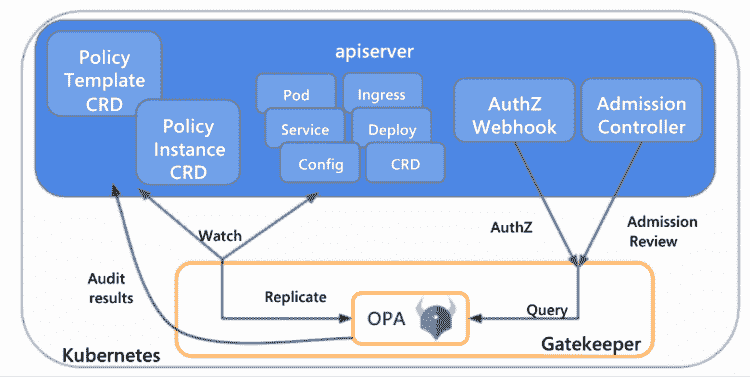 apiserver
Policy
Template
CRD
Policy
Instance
CRD
Pod
Ingress
Service
Deploy
Config
CRD
AuthZ
Webhook
Admission
Controller
Watch
AuthZ
Admission
Review
Audit
results
Replicate
OPA
Query
Gatekeeper
Kubernetes